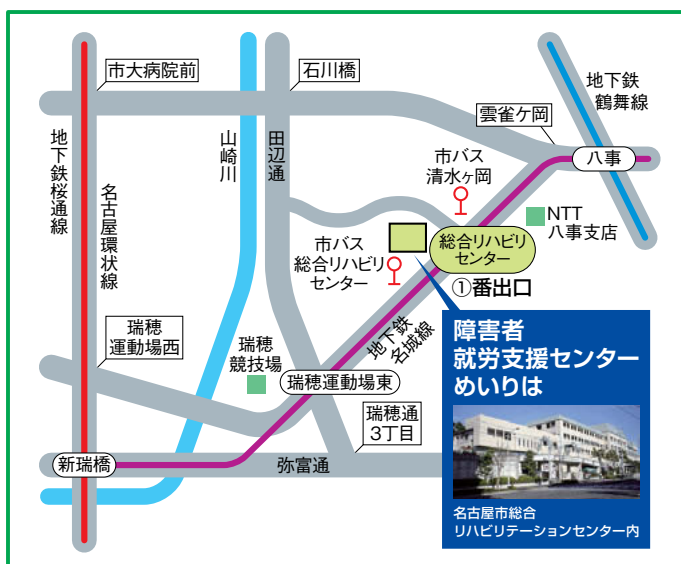 市大病院前
石川橋
地下鉄
鶴舞線
雲雀ケ岡
八事
地下鉄桜通線
名古屋環状線
山崎川
田辺通
市バス
清水ヶ岡
NTT
八事支店
市バス
総合リハビリ
センター
総合リハビリ
センター
①番出口
瑞穂
運動場西
瑞穂
競技場
地下鉄
名城線
瑞穂運動場東
瑞穂通
3丁目
新瑞橋
弥富通
障害者
就労支援センター
めいりは
名古屋市総合
リハビリテーションセンター内